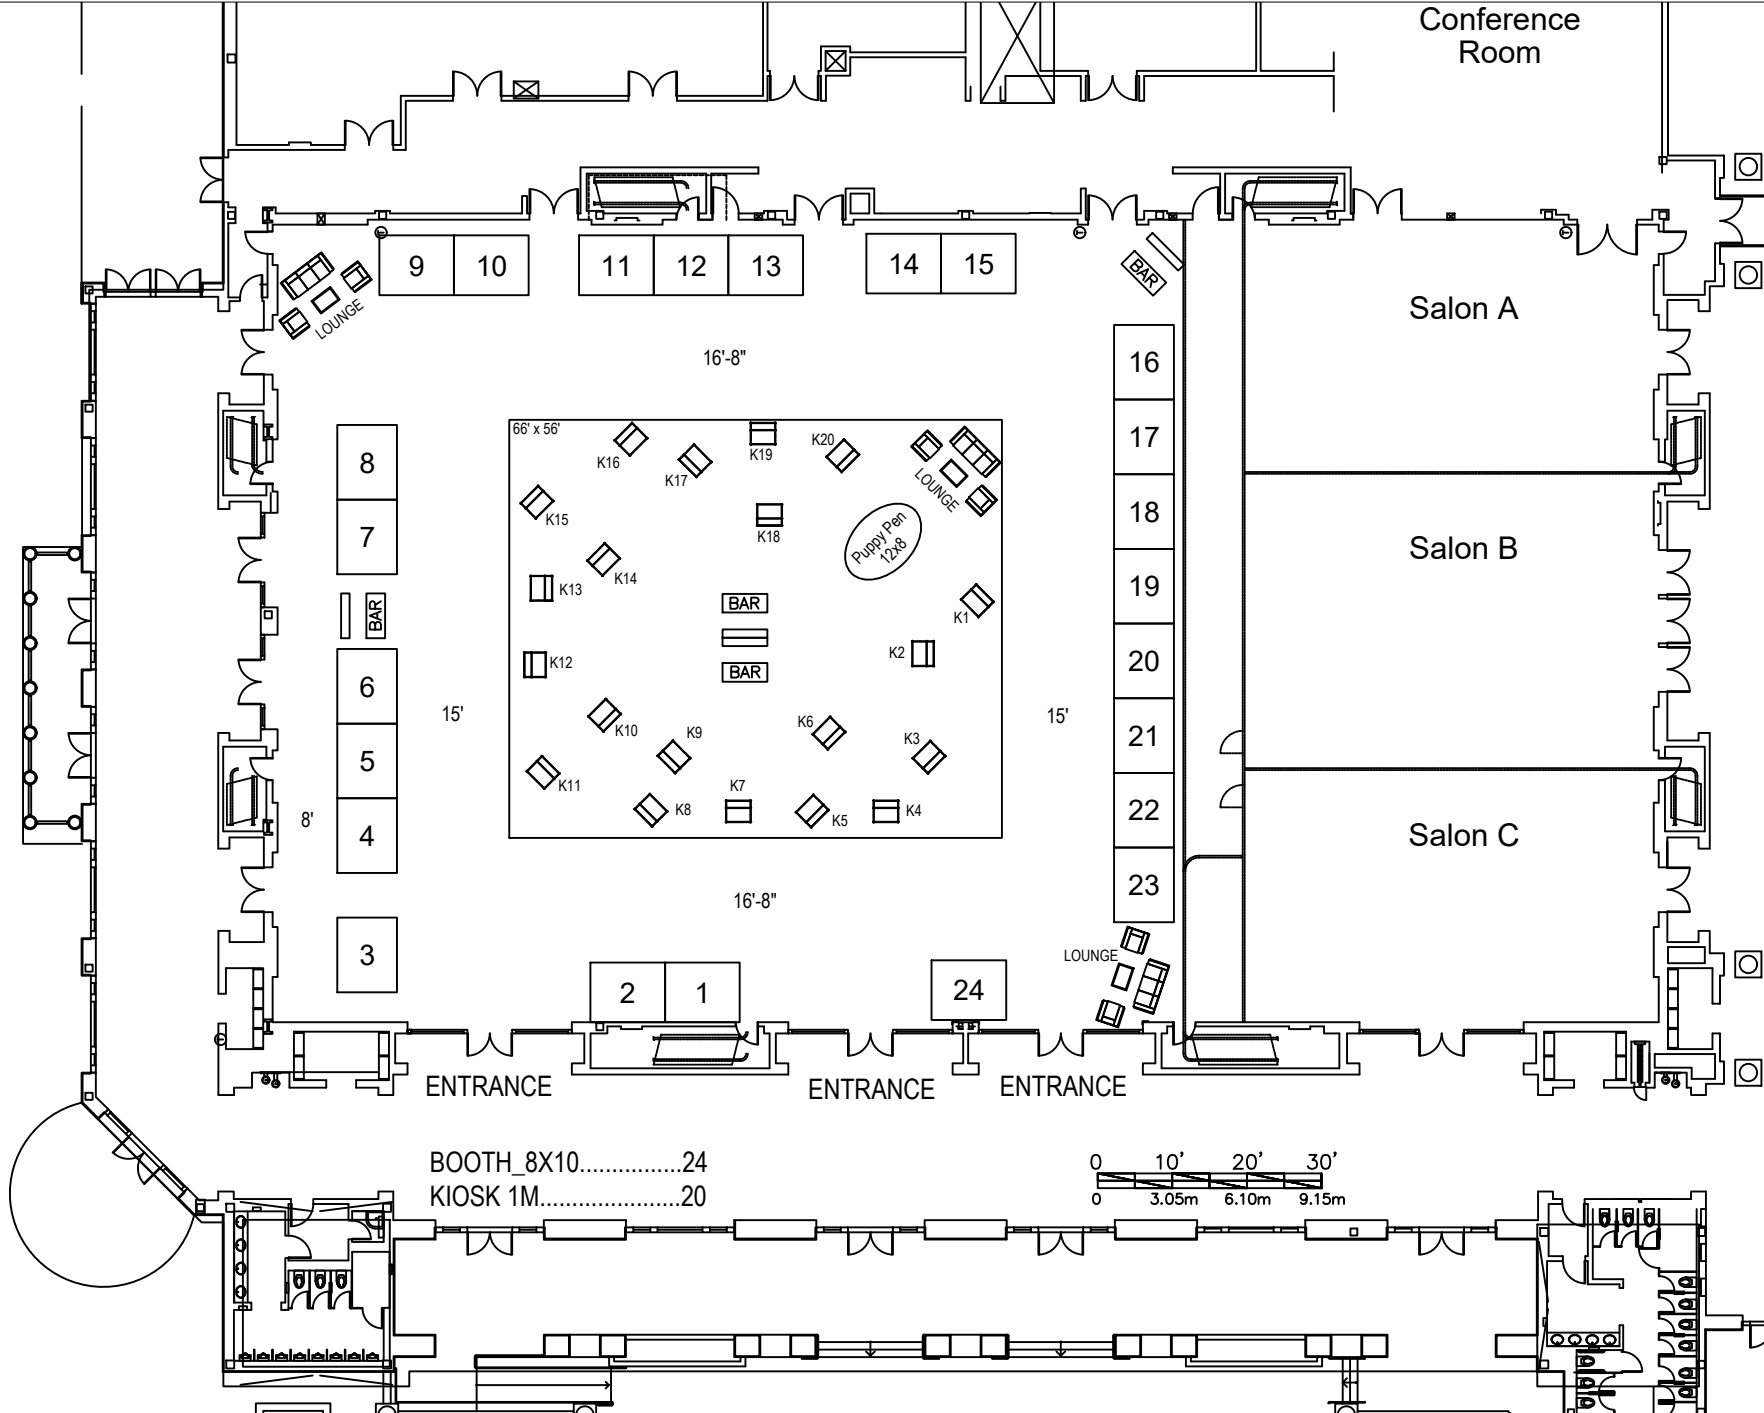 Conference
Room
9
10
11
12
13
14
15
BAR
LOUNGE
Salon A
16'-8"
16
66' x 56'
K16
K17
K19
K20
LOUNGE
17
8
K15
K18
Puppy Pen
12x8
18
7
Salon B
K14
K13
19
BAR
BAR
K1
K2
20
K12
BAR
6
15'
15'
K10
K9
K6
K3
21
5
K11
K7
K8
K5
K4
22
8'
4
Salon C
23
16'-8"
3
LOUNGE
2
1
24
ENTRANCE
ENTRANCE
ENTRANCE
BOOTH_8X10................24
KIOSK 1M......................20
0 10' 20' 30'
0 3.05m 6.10m 9.15m